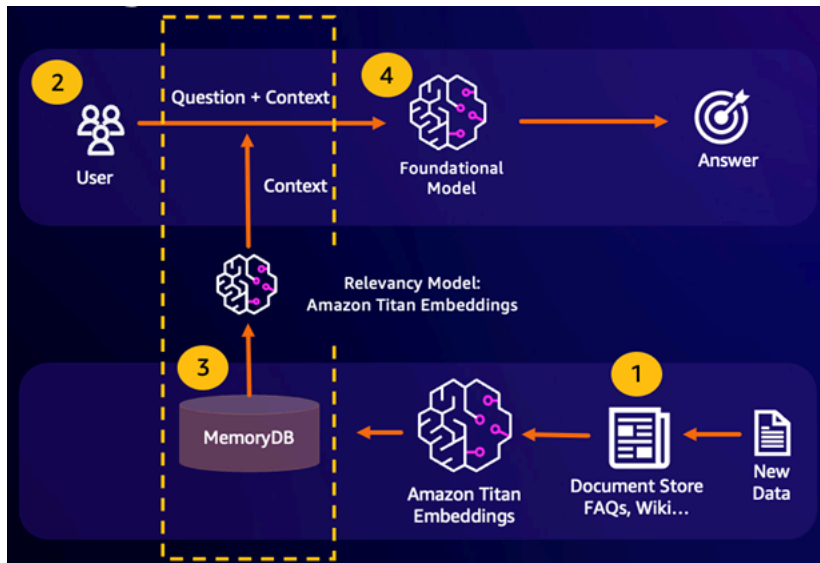 2
4
Question + Context
User
Foundational
Model
Answer
Context
Relevancy Model:
Amazon Titan Embeddings
3
1
MemoryDB
Amazon Titan
Embeddings
Document Store
FAQs, Wiki...
New
Data